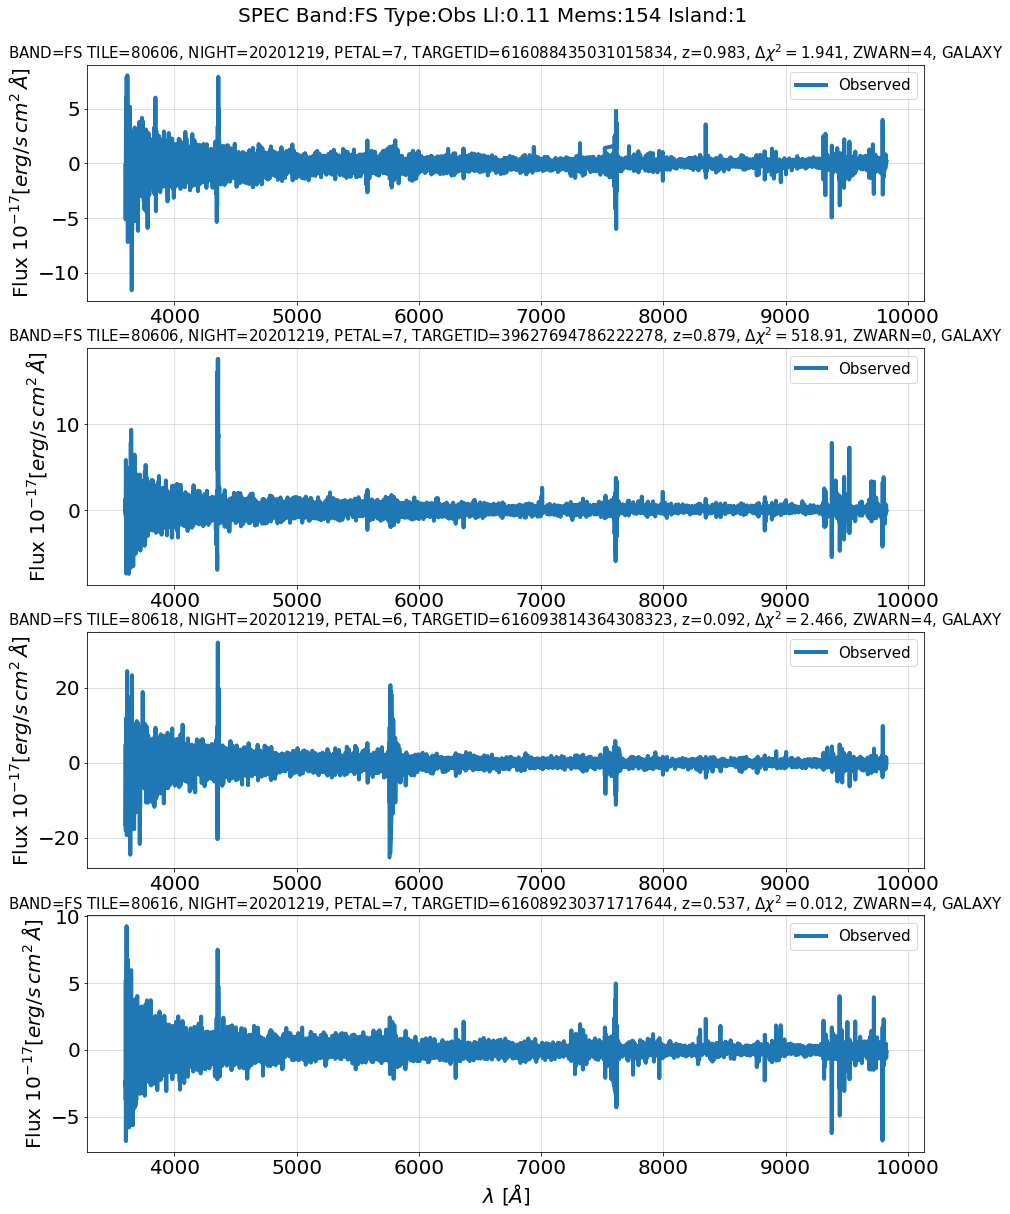 SPEC Band:FS Type:Obs Ll:0.11 Mems:154 Island:1
BAND=FS TILE=80606, NIGHT=20201219, PETAL=7, TARGETID=616088435031015834, z=0.983, Δχ² = 1.941, ZWARN=4, GALAXY
Flux 10⁻¹⁷[erg/s cm² Å]
5
0
−5
−10
Observed
4000 5000 6000 7000 8000 9000 10000
BAND=FS TILE=80606, NIGHT=20201219, PETAL=7, TARGETID=39627694786222278, z=0.879, Δχ² = 518.91, ZWARN=0, GALAXY
Flux 10⁻¹⁷[erg/s cm² Å]
10
0
Observed
4000 5000 6000 7000 8000 9000 10000
BAND=FS TILE=80618, NIGHT=20201219, PETAL=6, TARGETID=616093814364308323, z=0.092, Δχ² = 2.466, ZWARN=4, GALAXY
Flux 10⁻¹⁷[erg/s cm² Å]
20
0
−20
Observed
4000 5000 6000 7000 8000 9000 10000
BAND=FS TILE=80616, NIGHT=20201219, PETAL=7, TARGETID=616089230371717644, z=0.537, Δχ² = 0.012, ZWARN=4, GALAXY
Flux 10⁻¹⁷[erg/s cm² Å]
10
5
0
−5
Observed
4000 5000 6000 7000 8000 9000 10000
λ [Å]